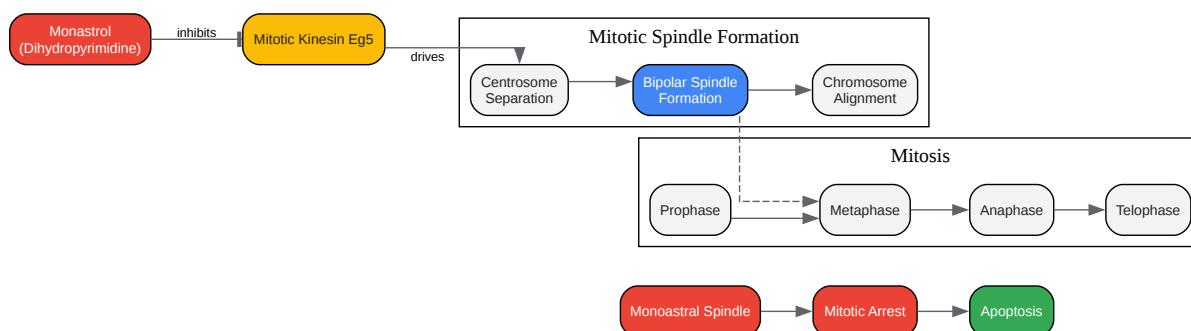 Monastrol
(Dihydropyrimidine)
inhibits
Mitotic Kinesin Eg5
drives
Mitotic Spindle Formation
Centrosome
Separation
Bipolar Spindle
Formation
Chromosome
Alignment
Mitosis
Prophase
Metaphase
Anaphase
Telophase
Monoastral Spindle
Mitotic Arrest
Apoptosis